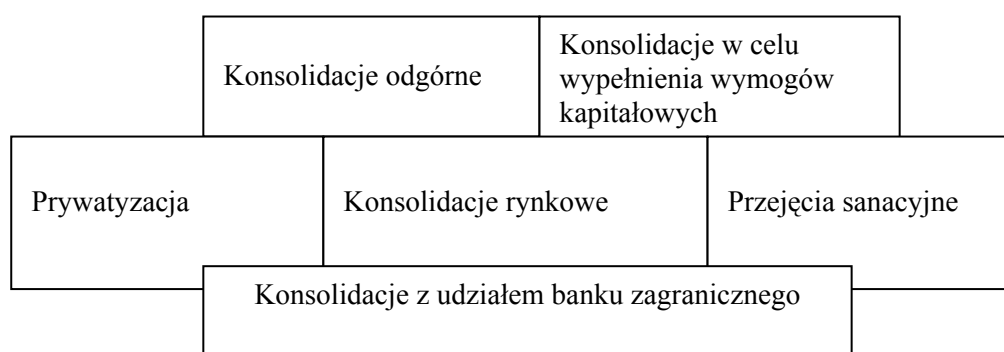 Konsolidacje odgórne
Konsolidacje w celu
wypełnienia wymogów
kapitałowych
Prywatyzacja
Konsolidacje rynkowe
Przejęcia sanacyjne
Konsolidacje z udziałem banku zagranicznego